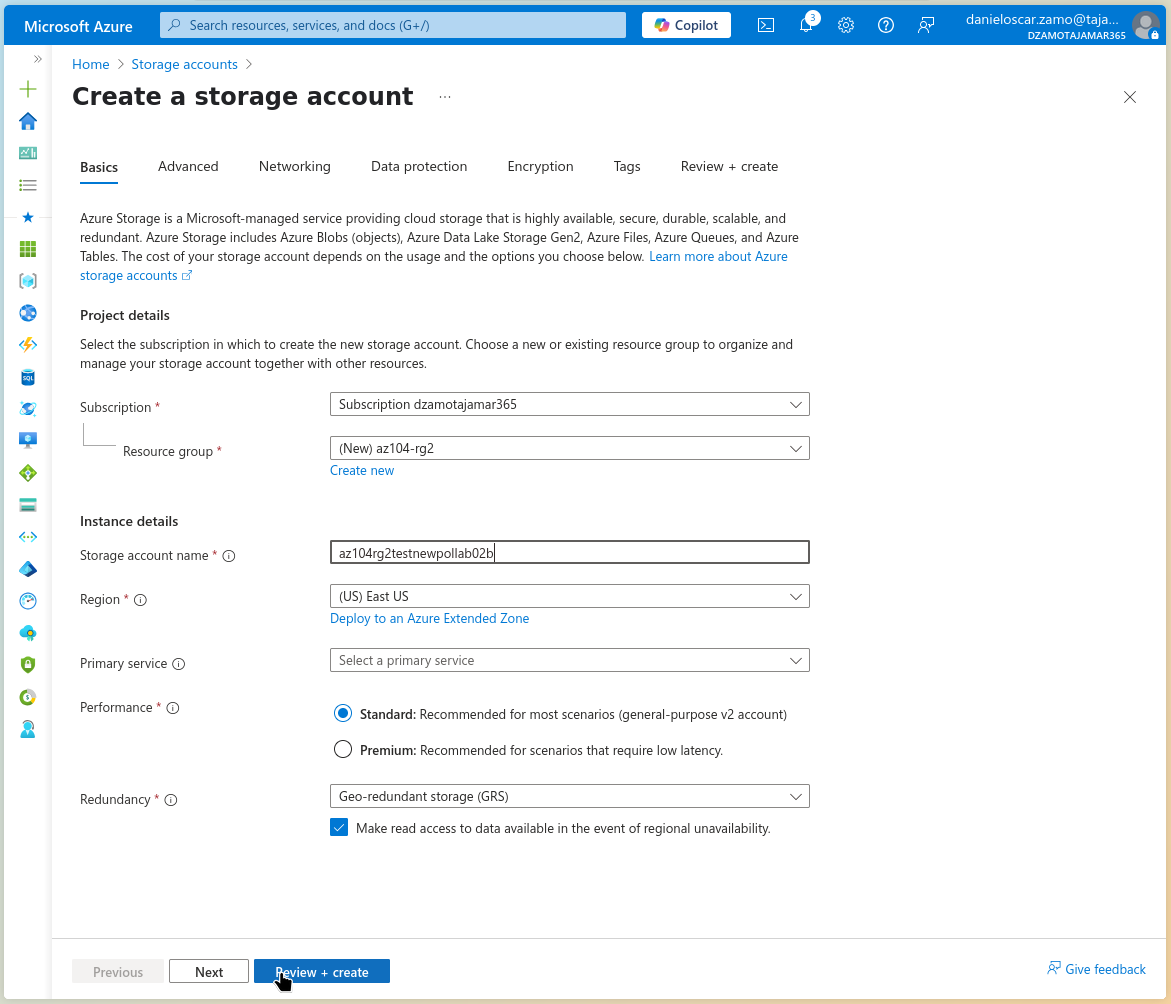 Microsoft Azure
Search resources, services, and docs (G+/)
Copilot
3
danieloscar.zamo@taja...
DZAMOTAJAMAR365
Home > Storage accounts >
Create a storage account ...
Basics Advanced Networking Data protection Encryption Tags Review + create
Azure Storage is a Microsoft-managed service providing cloud storage that is highly available, secure, durable, scalable, and
redundant. Azure Storage includes Azure Blobs (objects), Azure Data Lake Storage Gen2, Azure Files, Azure Queues, and Azure
Tables. The cost of your storage account depends on the usage and the options you choose below. Learn more about Azure
storage accounts
Project details
Select the subscription in which to create the new storage account. Choose a new or existing resource group to organize and
manage your storage account together with other resources.
Subscription *
Subscription dzamotajamar365
Resource group *
(New) az104-rg2
Create new
Instance details
Storage account name *
az104rg2testnewpollab02b
Region *
(US) East US
Deploy to an Azure Extended Zone
Primary service
Select a primary service
Performance *
Standard: Recommended for most scenarios (general-purpose v2 account)
Premium: Recommended for scenarios that require low latency.
Redundancy *
Geo-redundant storage (GRS)
Make read access to data available in the event of regional unavailability.
Previous
Next
Review + create
Give feedback
SQL